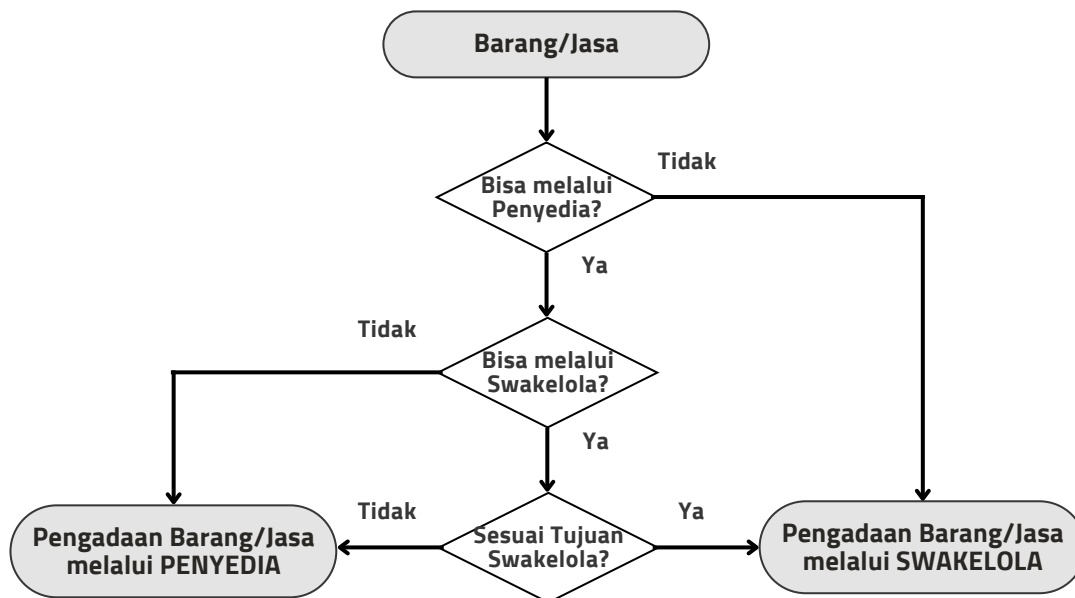 Barang/Jasa
Tidak
Bisa melalui
Penyedia?
Ya
Tidak
Bisa melalui
Swakelola?
Ya
Tidak
Ya
Pengadaan Barang/Jasa
melalui PENYEDIA
Sesuai Tujuan
Swakelola?
Pengadaan Barang/Jasa
melalui SWAKELOLA